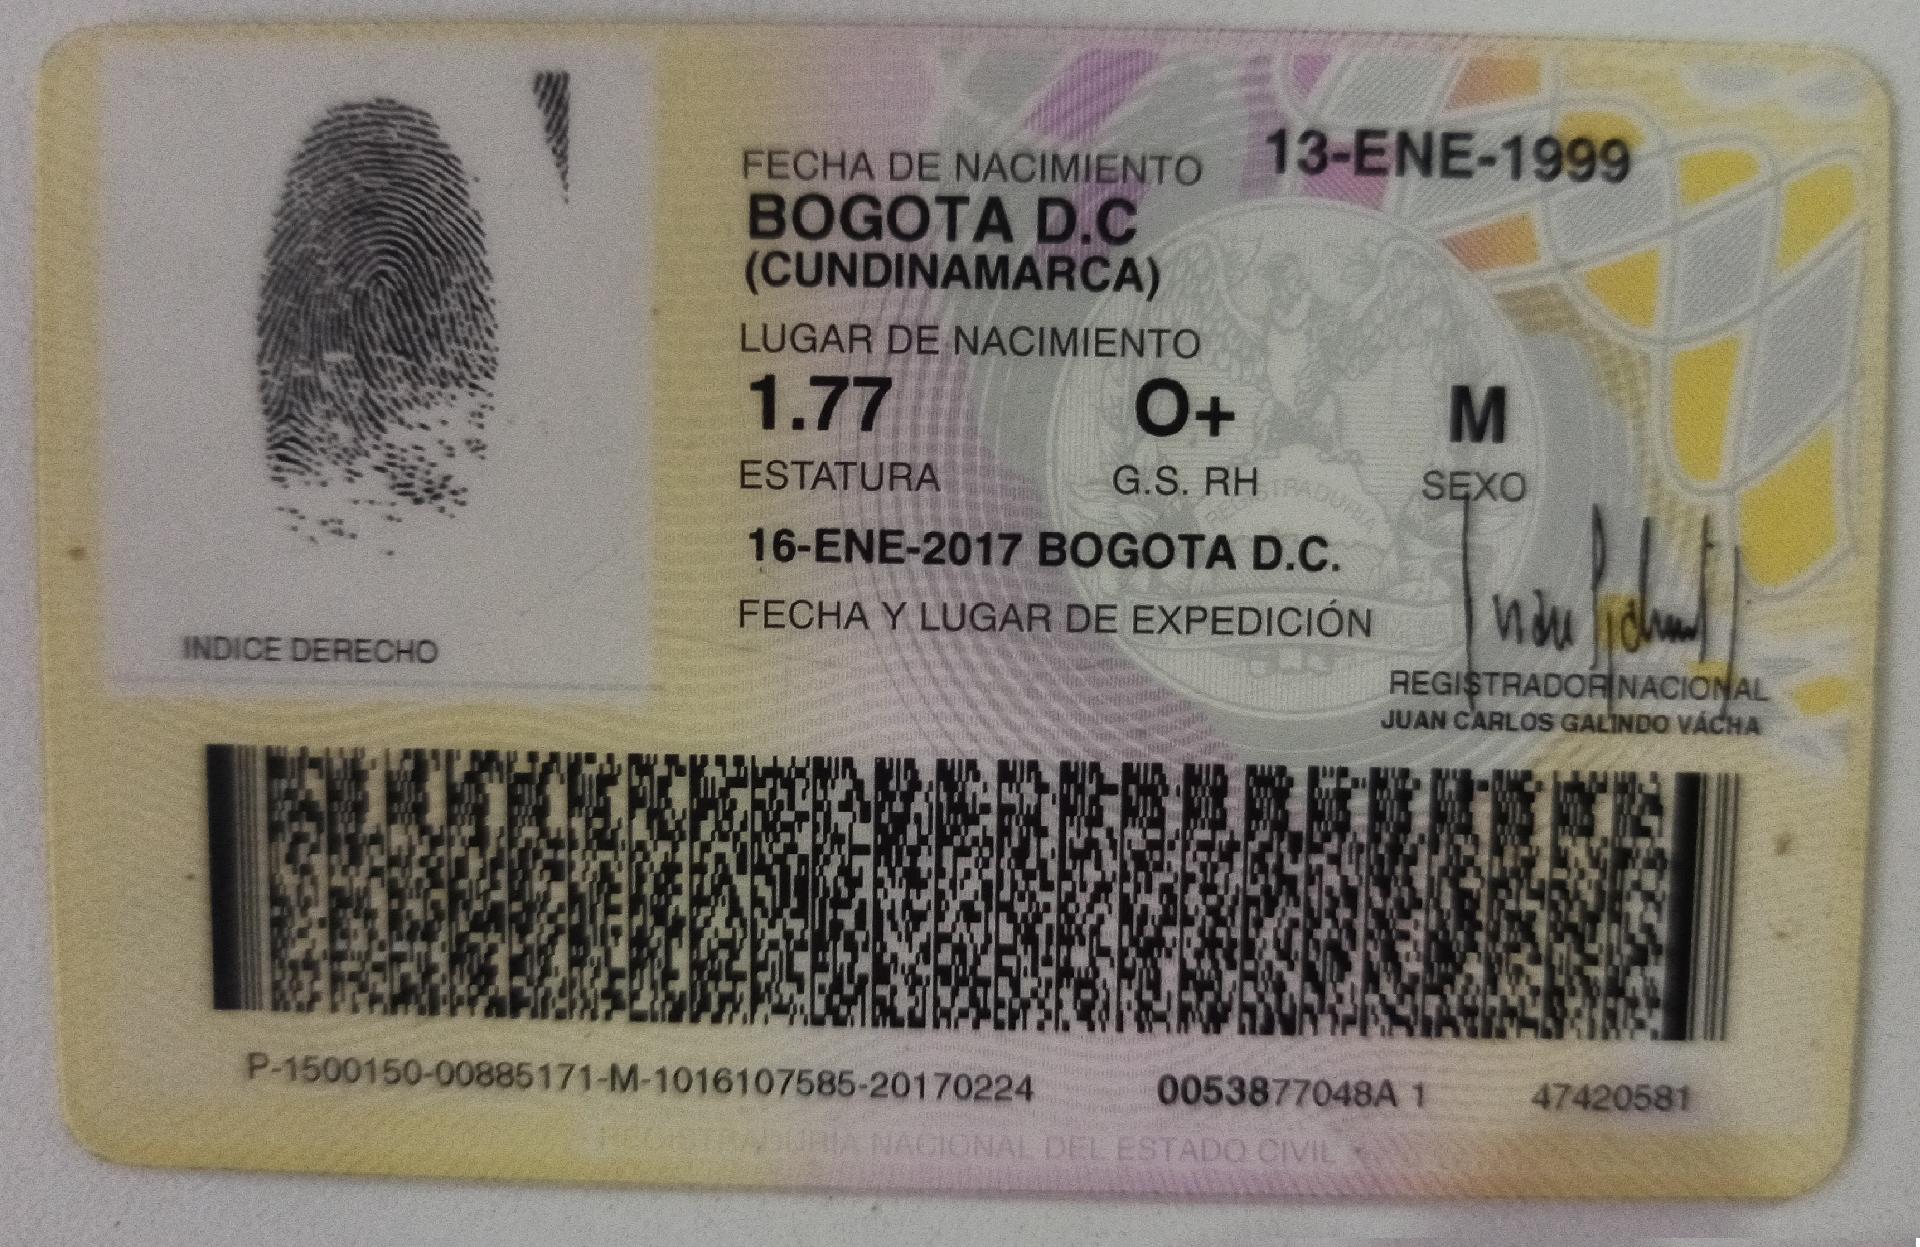 FECHA DE NACIMIENTO 13-ENE-1999
BOGOTA D.C
(CUNDINAMARCA)
LUGAR DE NACIMIENTO
1.77 O+ M
ESTATURA G.S. RH SEXO
16-ENE-2017 BOGOTA D.C.
FECHA Y LUGAR DE EXPEDICIÓN
INDICE DERECHO
REGISTRADOR NACIONAL
JUAN CARLOS GALINDO VÁCHA
P-1500150-00885171-M-1016107585-20170224 0053877048A 1 47420581
REGISTRADURIA NACIONAL DEL ESTADO CIVIL